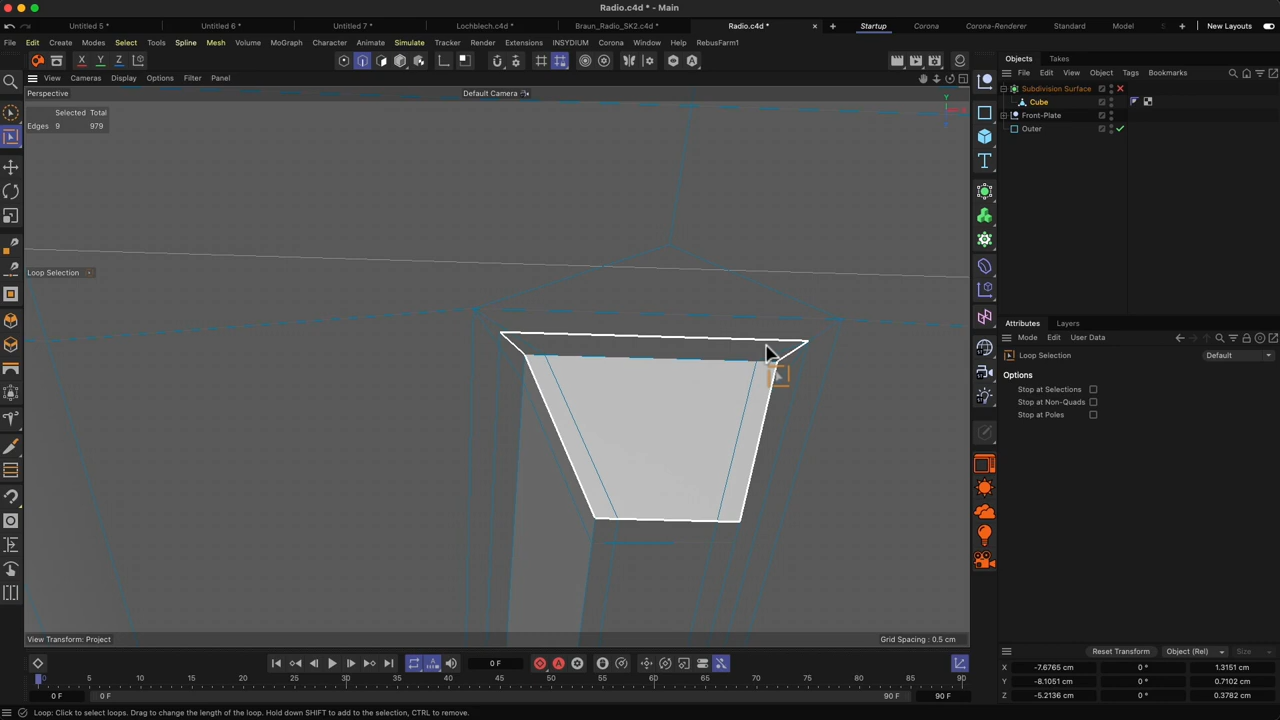 Radio.c4d * - Main
Untitled 5 *
Untitled 6 *
Untitled 7 *
Lochblech.c4d *
Braun_Radio_SK2.c4d *
Radio.c4d *
Startup
Corona
Corona-Renderer
Standard
Model
New Layouts
File Edit Create Modes Select Tools Spline Mesh Volume MoGraph Character Animate Simulate Tracker Render Extensions INSYDIUM Corona Window Help RebusFarm1
X Y Z
View Cameras Display Options Filter Panel
Perspective
Default Camera
Selected Total
Edges 9 979
Loop Selection
View Transform: Project
Grid Spacing : 0.5 cm
Objects Takes
File Edit View Object Tags Bookmarks
Subdivision Surface
Cube
Front-Plate
Outer
Attributes Layers
Mode Edit User Data
Loop Selection
Default
Options
Stop at Selections
Stop at Non-Quads
Stop at Poles
Reset Transform
Object (Rel)
Size
X -7.6765 cm 0 ° 1.3151 cm
Y -8.1051 cm 0 ° 0.7102 cm
Z -5.2136 cm 0 ° 0.3782 cm
0 F
0 5 10 15 20 25 30 35 40 45 50 55 60 65 70 75 80 85 90
0 F 0 F 90 F 90 F
Loop: Click to select loops. Drag to change the length of the loop. Hold down SHIFT to add to the selection, CTRL to remove.